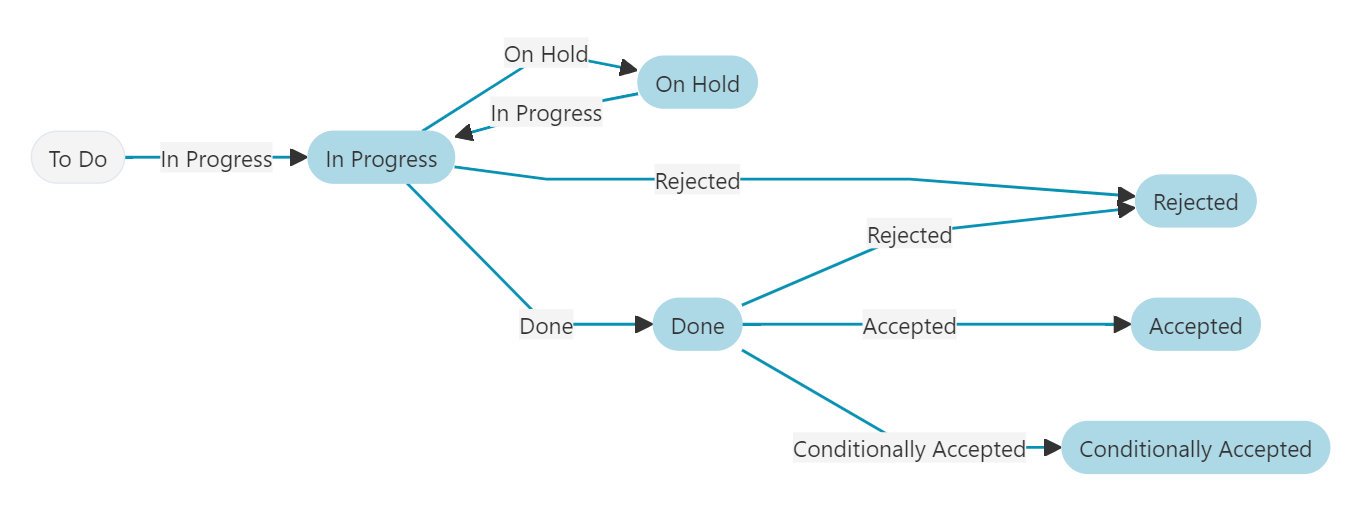 On Hold
On Hold
In Progress
To Do
In Progress
In Progress
Rejected
Rejected
Rejected
Done
Done
Accepted
Accepted
Conditionally Accepted
Conditionally Accepted